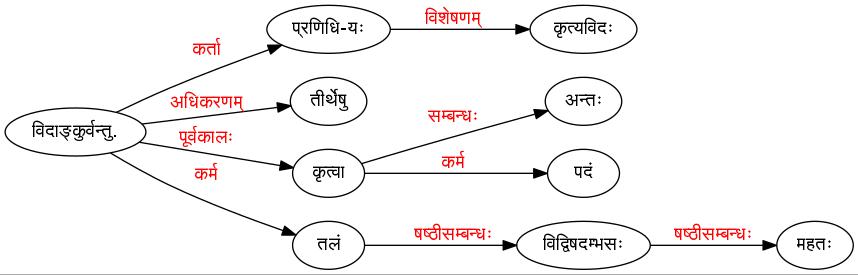 प्रणिधि-यः
विशेषणम्
कृत्यविदः
कर्ता
तीर्थेषु
अधिकरणम्
अन्तः
सम्बन्धः
विदाङ्कुर्वन्तु.
पूर्वकालः
कृत्वा
कर्म
पदं
कर्म
तलं
षष्ठीसम्बन्धः
विद्विषदम्भसः
षष्ठीसम्बन्धः
महतः